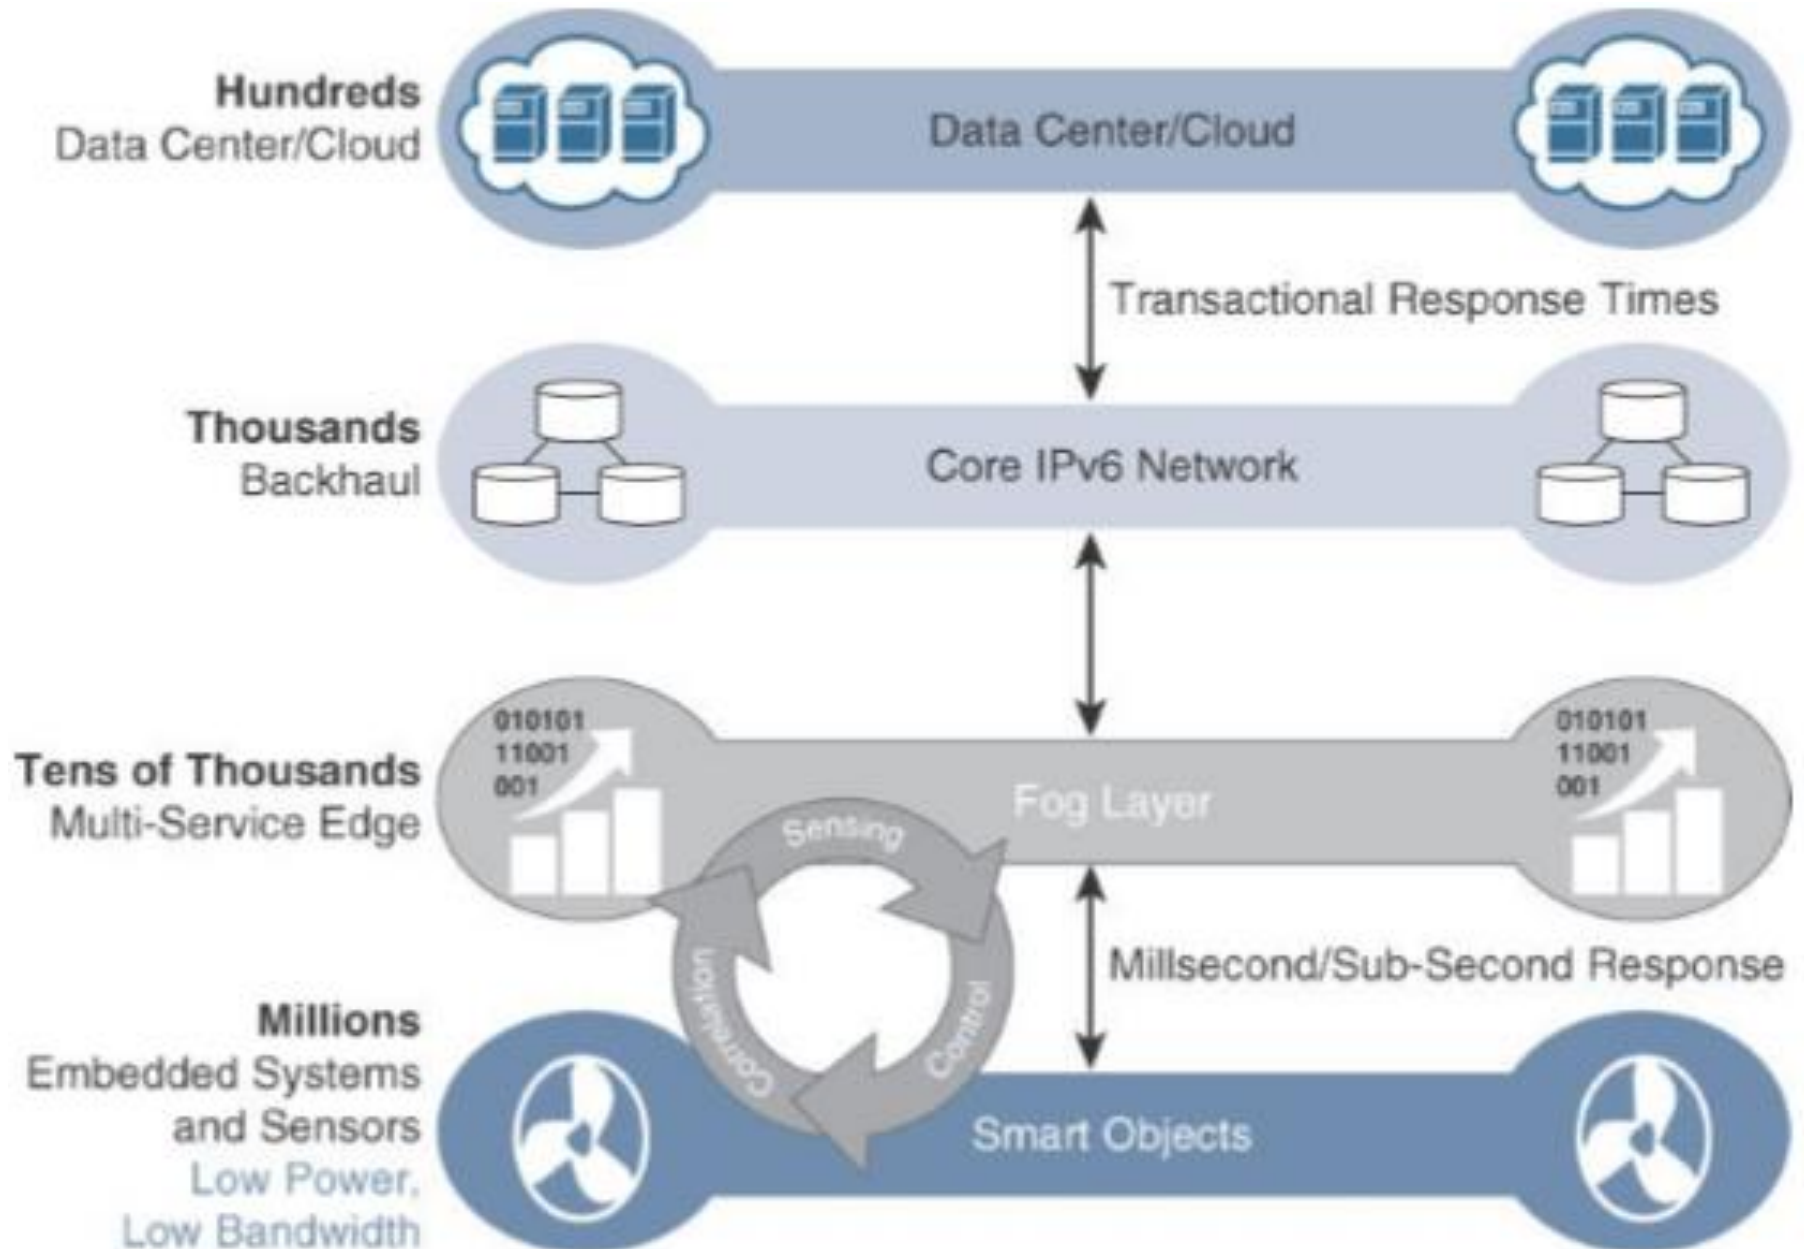 Hundreds
Data Center/Cloud
Data Center/Cloud
Transactional Response Times
Thousands
Backhaul
Core IPv6 Network
Tens of Thousands
Multi-Service Edge
010101
11001
001
Fog Layer
010101
11001
001
Sensing
Control
Correlation
Millsecond/Sub-Second Response
Millions
Embedded Systems
and Sensors
Low Power,
Low Bandwidth
Smart Objects